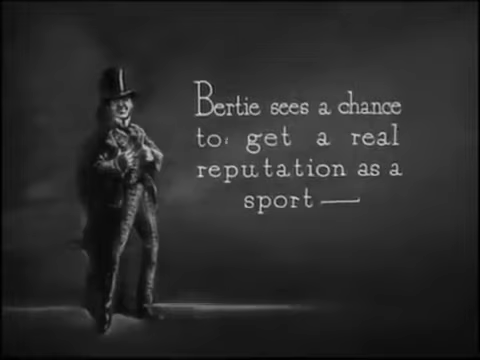 Bertie sees a chance
to: get a real
reputation as a
sport —